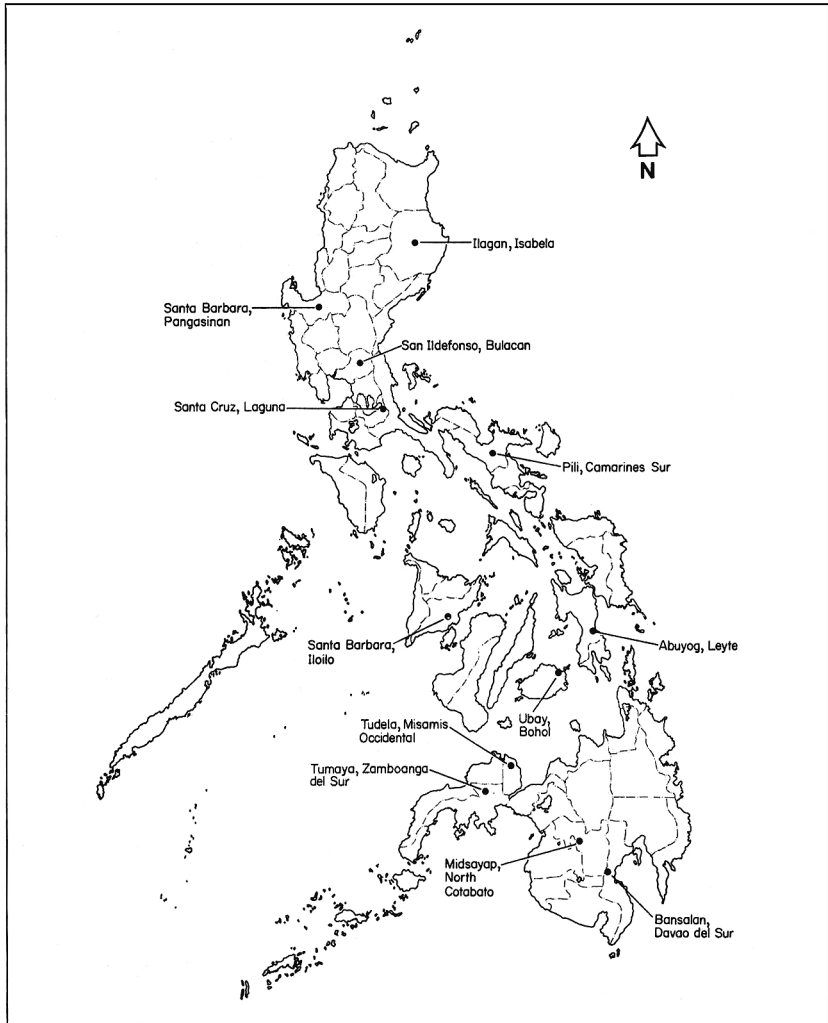 N
Ilagan, Isabela
Santa Barbara,
Pangasinan
San Ildefonso, Bulacan
Santa Cruz, Laguna
Pili, Camarines Sur
Santa Barbara,
Iloilo
Abuyog, Leyte
Ubay,
Bohol
Tudela, Misamis
Occidental
Tumaya, Zamboanga
del Sur
Midsayap,
North
Cotabato
Bansalan,
Davao del Sur